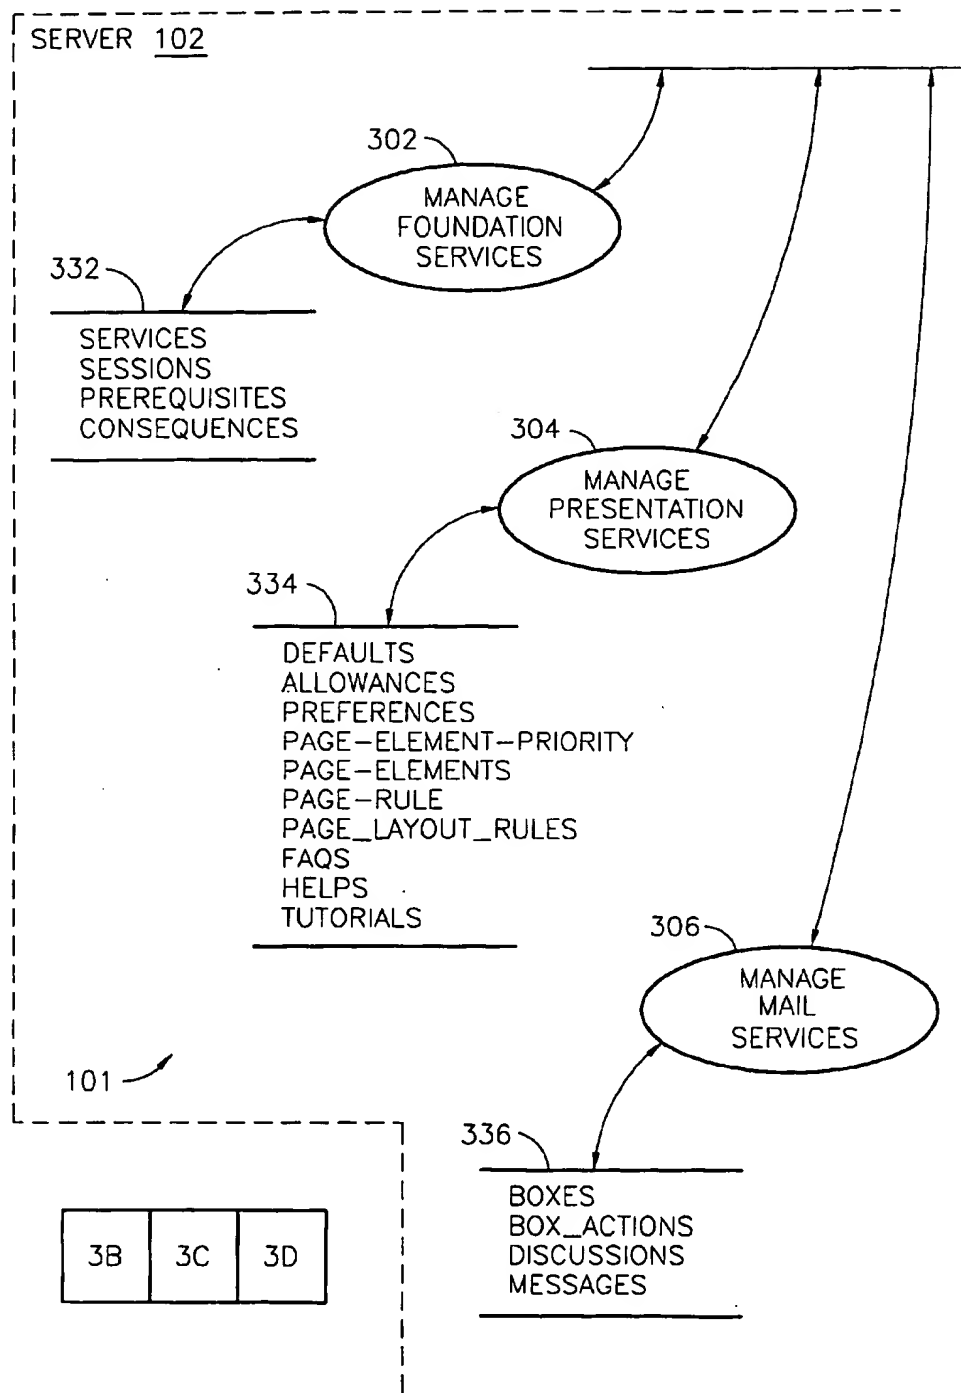 SERVER 102
302
MANAGE
FOUNDATION
SERVICES
332
SERVICES
SESSIONS
PREREQUISITES
CONSEQUENCES
304
MANAGE
PRESENTATION
SERVICES
334
DEFAULTS
ALLOWANCES
PREFERENCES
PAGE-ELEMENT-PRIORITY
PAGE-ELEMENTS
PAGE-RULE
PAGE_LAYOUT_RULES
FAQS
HELPS
TUTORIALS
306
MANAGE
MAIL
SERVICES
101
336
BOXES
BOX_ACTIONS
DISCUSSIONS
MESSAGES
3B 3C 3D